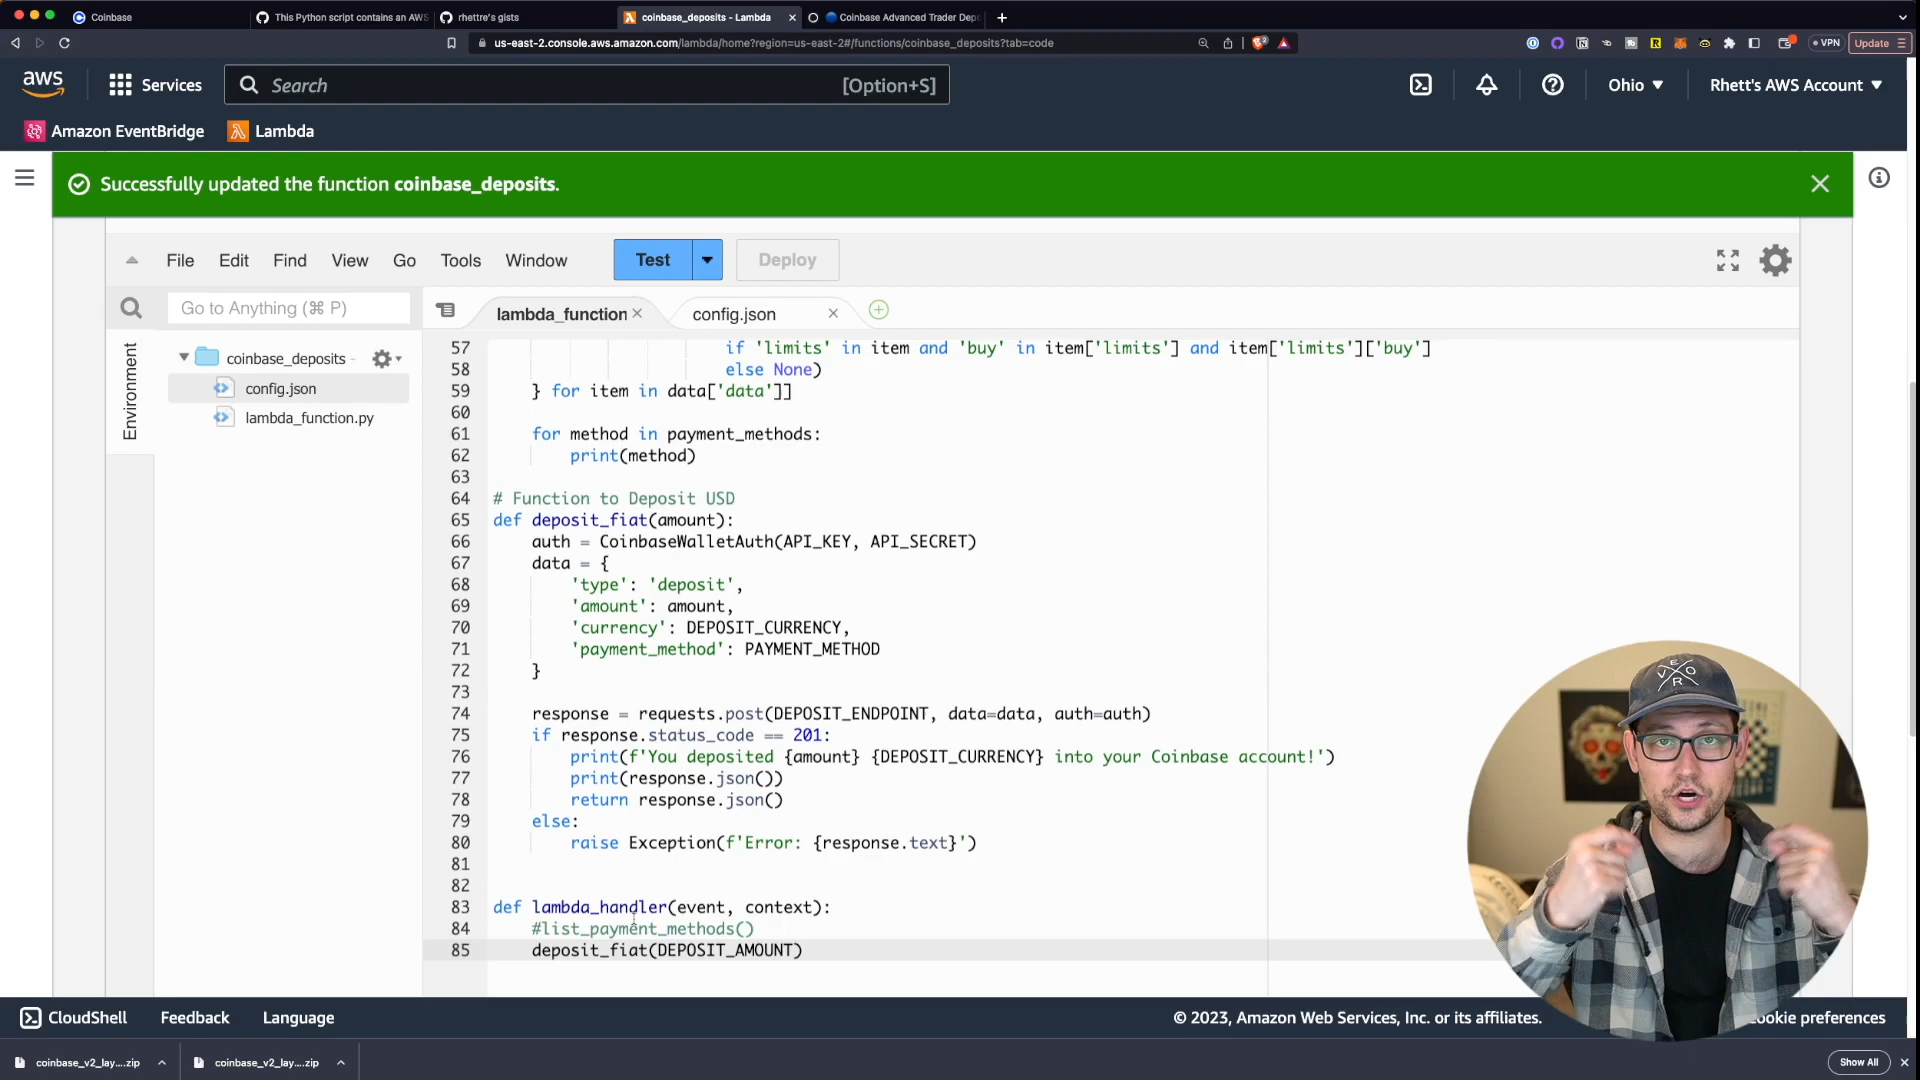 Coinbase
This Python script contains an AWS
rhettre's gists
coinbase_deposits - Lambda
Coinbase Advanced Trader Depo
us-east-2.console.aws.amazon.com/lambda/home?region=us-east-2#/functions/coinbase_deposits?tab=code
VPN
Update
aws
Services
Search
[Option+S]
Ohio
Rhett's AWS Account
Amazon EventBridge
Lambda
Successfully updated the function coinbase_deposits.
File Edit Find View Go Tools Window
Test
Deploy
Go to Anything (⌘ P)
lambda_function
config.json
Environment
coinbase_deposits
config.json
lambda_function.py
57 if 'limits' in item and 'buy' in item['limits'] and item['limits']['buy']
58 else None)
59 } for item in data['data']]
60
61 for method in payment_methods:
62 print(method)
63
64 # Function to Deposit USD
65 def deposit_fiat(amount):
66 auth = CoinbaseWalletAuth(API_KEY, API_SECRET)
67 data = {
68 'type': 'deposit',
69 'amount': amount,
70 'currency': DEPOSIT_CURRENCY,
71 'payment_method': PAYMENT_METHOD
72 }
73
74 response = requests.post(DEPOSIT_ENDPOINT, data=data, auth=auth)
75 if response.status_code == 201:
76 print(f'You deposited {amount} {DEPOSIT_CURRENCY} into your Coinbase account!')
77 print(response.json())
78 return response.json()
79 else:
80 raise Exception(f'Error: {response.text}')
81
82
83 def lambda_handler(event, context):
84 #list_payment_methods()
85 deposit_fiat(DEPOSIT_AMOUNT)
CloudShell
Feedback
Language
© 2023, Amazon Web Services, Inc. or its affiliates.
ookie preferences
coinbase_v2_lay....zip
coinbase_v2_lay....zip
Show All